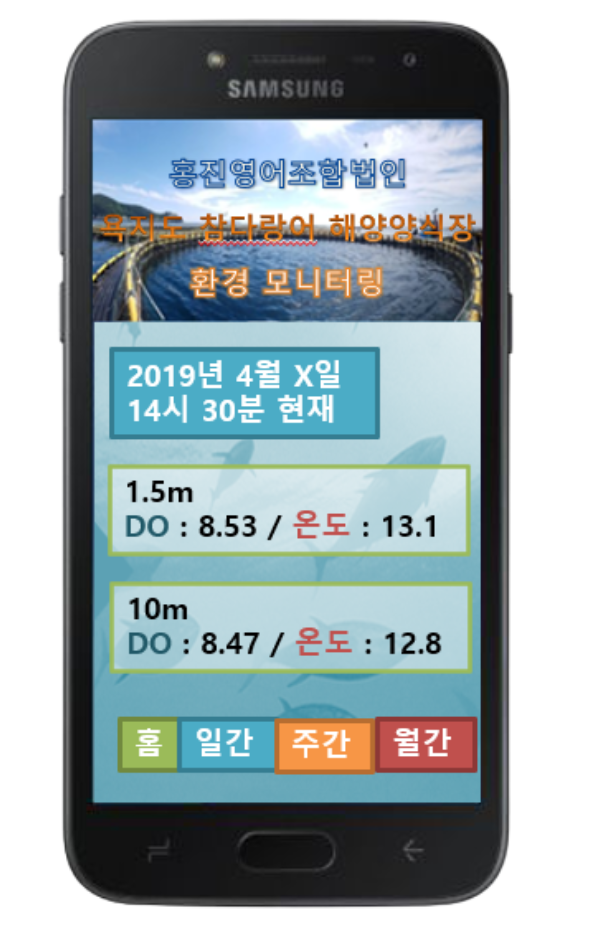 SAMSUNG
홍진영어조합법인
욕지도 참다랑어 해양양식장
환경 모니터링
2019년 4월 X일
14시 30분 현재
1.5m
DO : 8.53 / 온도 : 13.1
10m
DO : 8.47 / 온도 : 12.8
홈 일간 주간 월간